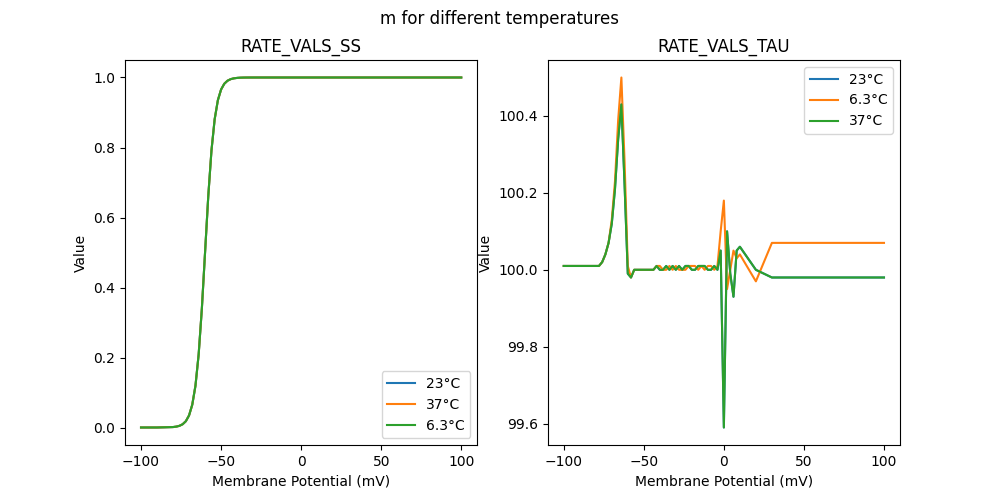 m for different temperatures
RATE_VALS_SS
1.0
0.8
0.6
0.4
0.2
0.0
Value
−100
−50
0
50
100
Membrane Potential (mV)
23°C
37°C
6.3°C
RATE_VALS_TAU
100.4
100.2
100.0
99.8
99.6
Value
−100
−50
0
50
100
Membrane Potential (mV)
23°C
6.3°C
37°C